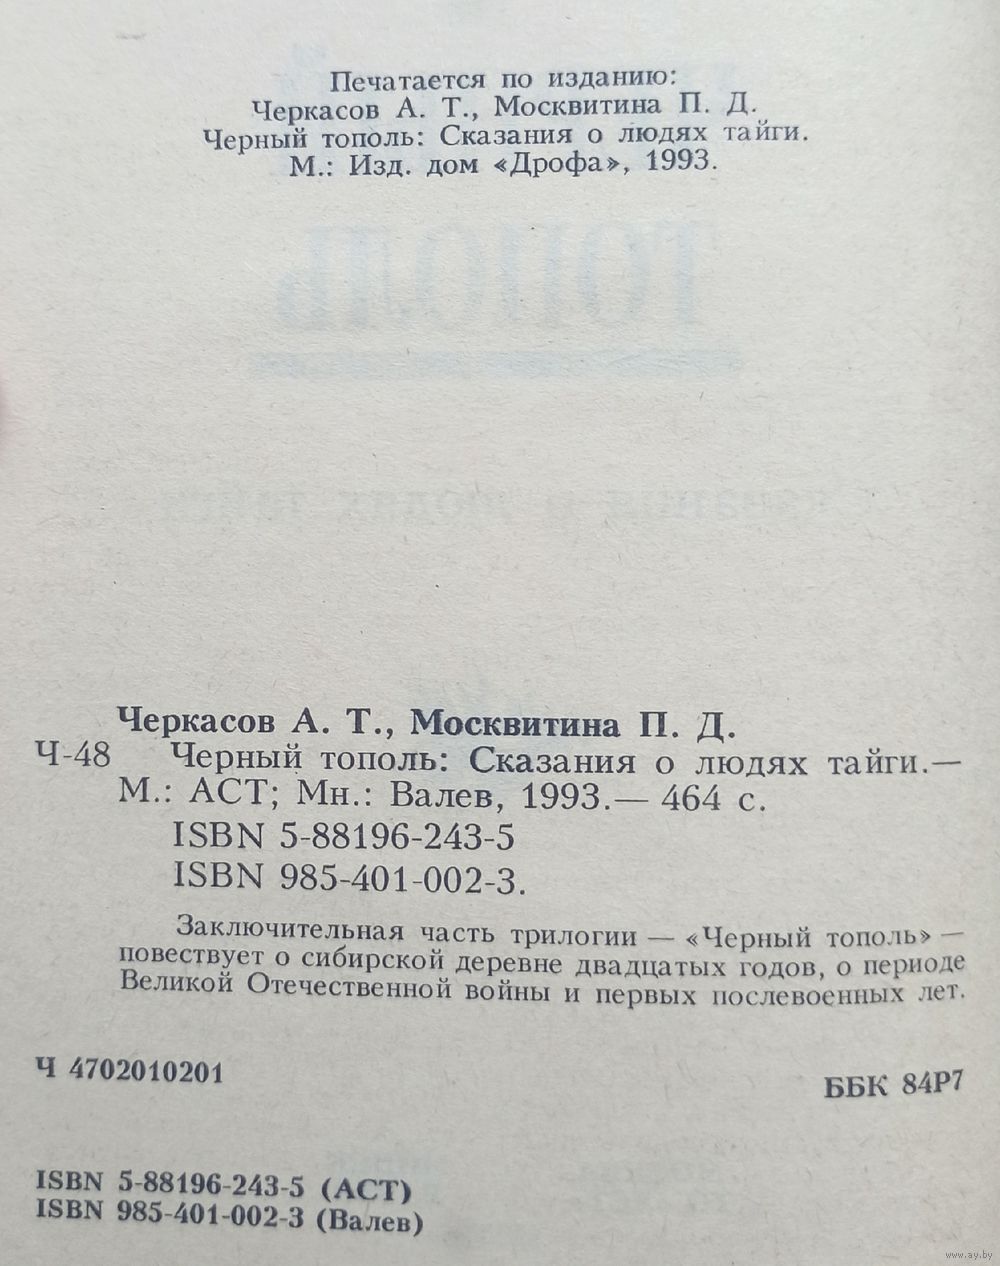 Печатается по изданию:
Черкасов А. Т., Москвитина П. Д.
Черный тополь: Сказания о людях тайги.
М.: Изд. дом «Дрофа», 1993.
ТОПОЛЬ
Черкасов А. Т., Москвитина П. Д.
Ч-48 Черный тополь: Сказания о людях тайги.—
М.: АСТ; Мн.: Валев, 1993.— 464 с.
ISBN 5-88196-243-5
ISBN 985-401-002-3.
Заключительная часть трилогии — «Черный тополь» —
повествует о сибирской деревне двадцатых годов, о периоде
Великой Отечественной войны и первых послевоенных лет.
Ч 4702010201
ББК 84Р7
ISBN 5-88196-243-5 (АСТ)
ISBN 985-401-002-3 (Валев)
www.ay.by